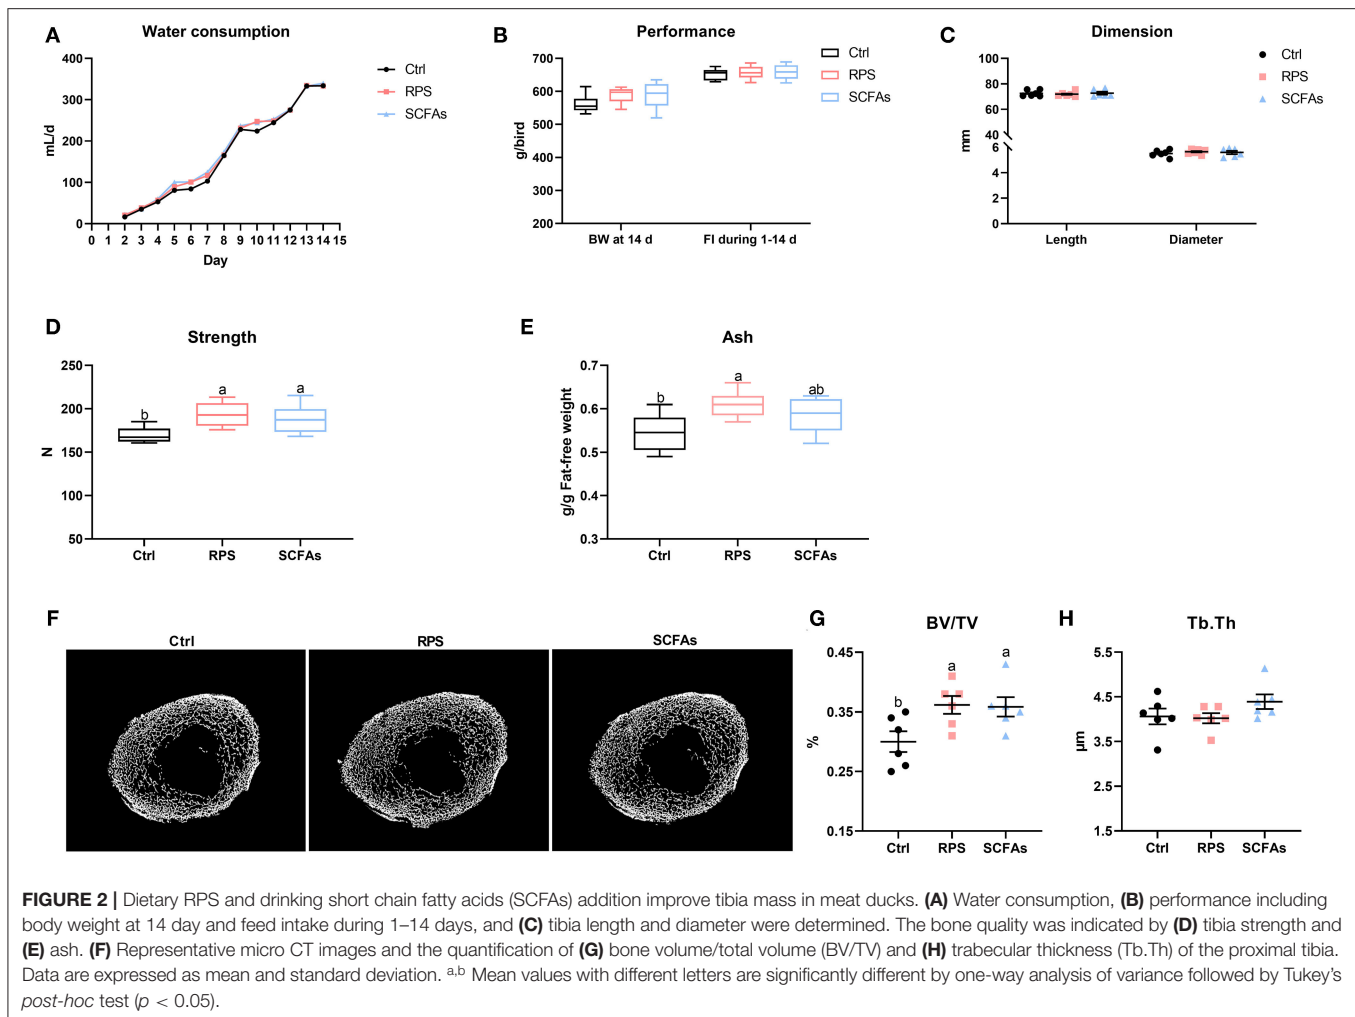 A
Water consumption
400
300
200
100
0
mL/d
0 1 2 3 4 5 6 7 8 9 10 11 12 13 14 15
Day
Ctrl
RPS
SCFAs
B
Performance
700
600
500
400
300
200
g/bird
BW at 14 d FI during 1-14 d
Ctrl
RPS
SCFAs
C
Dimension
80
60
40
6
4
2
0
mm
Length Diameter
Ctrl
RPS
SCFAs
D
Strength
250
200
150
100
50
N
b a a
Ctrl RPS SCFAs
E
Ash
0.7
0.6
0.5
0.4
0.3
g/g Fat-free weight
b a ab
Ctrl RPS SCFAs
F
Ctrl RPS SCFAs
G
BV/TV
0.45
0.35
0.25
0.15
%
b a a
Ctrl RPS SCFAs
H
Tb.Th
5.5
4.5
3.5
2.5
1.5
µm
Ctrl RPS SCFAs
FIGURE 2 | Dietary RPS and drinking short chain fatty acids (SCFAs) addition improve tibia mass in meat ducks. (A) Water consumption, (B) performance including
body weight at 14 day and feed intake during 1–14 days, and (C) tibia length and diameter were determined. The bone quality was indicated by (D) tibia strength and
(E) ash. (F) Representative micro CT images and the quantification of (G) bone volume/total volume (BV/TV) and (H) trabecular thickness (Tb.Th) of the proximal tibia.
Data are expressed as mean and standard deviation. a,b Mean values with different letters are significantly different by one-way analysis of variance followed by Tukey's
post-hoc test (p < 0.05).